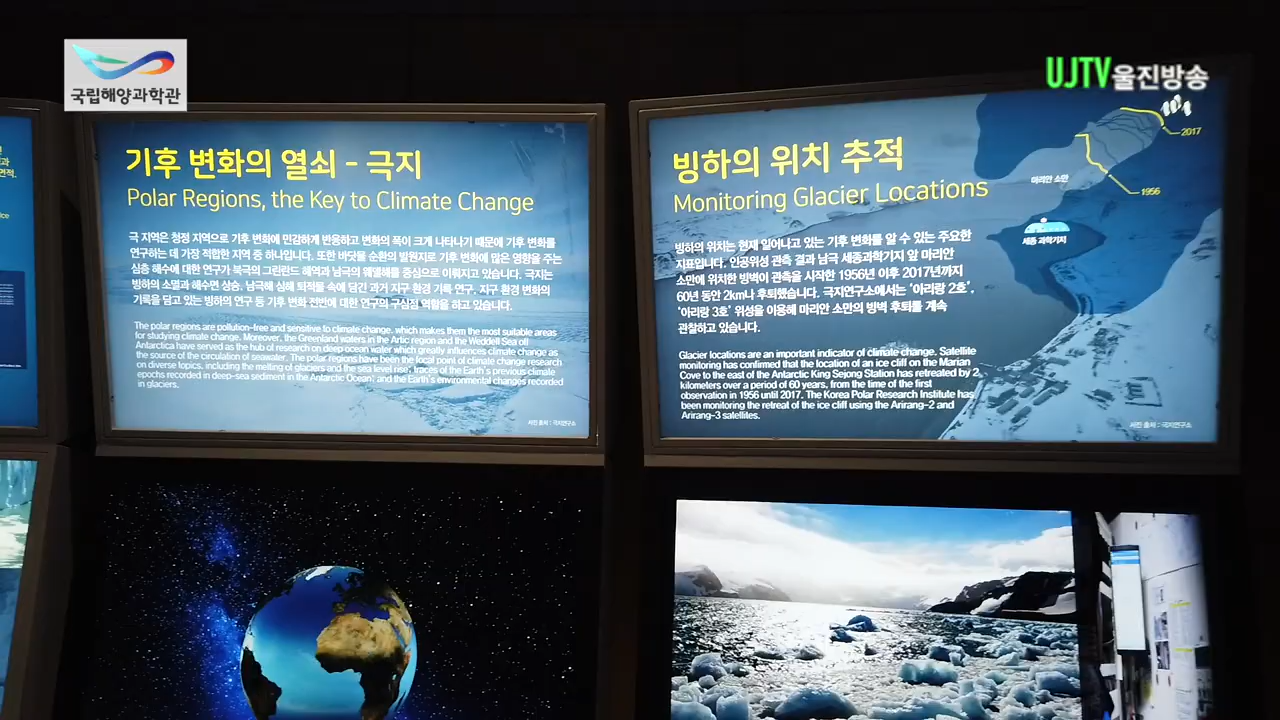 국립해양과학관
UJTV울진방송
기후 변화의 열쇠 - 극지
Polar Regions, the Key to Climate Change
극 지역은 청정 지역으로 기후 변화에 민감하게 반응하고 변화의 폭이 크게 나타나기 때문에 기후 변화를
연구하는 데 가장 적합한 지역 중 하나입니다. 또한 바닷물 순환의 발원지로 기후 변화에 많은 영향을 주는
심층 해수에 대한 연구가 북극의 그린란드 해역과 남극의 웨델해를 중심으로 이뤄지고 있습니다. 극지는
빙하의 소멸과 해수면 상승, 남극해 심해 퇴적물 속에 담긴 과거 지구 환경 기록 연구, 지구 환경 변화의
기록을 담고 있는 빙하의 연구 등 기후 변화 전반에 대한 연구의 구심점 역할을 하고 있습니다.
The polar regions are pollution-free and sensitive to climate change, which makes them the most suitable areas
for studying climate change. Moreover, the Greenland waters in the Artic region and the Weddell Sea off
Antarctica have served as the hub of research on deep-ocean water which greatly influences climate change as
the source of the circulation of seawater. The polar regions have been the focal point of climate change research
on diverse topics, including the melting of glaciers and the sea level rise; traces of the Earth's previous climate
epochs recorded in deep-sea sediment in the Antarctic Ocean; and the Earth's environmental changes recorded
in glaciers.
사진 출처 : 극지연구소
빙하의 위치 추적
Monitoring Glacier Locations
빙하의 위치는 현재 일어나고 있는 기후 변화를 알 수 있는 주요한
지표입니다. 인공위성 관측 결과 남극 세종과학기지 앞 마리안
소만에 위치한 빙벽이 관측을 시작한 1956년 이후 2017년까지
60년 동안 2km나 후퇴했습니다. 극지연구소에서는 '아리랑 2호',
'아리랑 3호' 위성을 이용해 마리안 소만의 빙벽 후퇴를 계속
관찰하고 있습니다.
Glacier locations are an important indicator of climate change. Satellite
monitoring has confirmed that the location of an ice cliff on the Marian
Cove to the east of the Antarctic King Sejong Station has retreated by 2
kilometers over a period of 60 years, from the time of the first
observation in 1956 until 2017. The Korea Polar Research Institute has
been monitoring the retreat of the ice cliff using the Arirang-2 and
Arirang-3 satellites.
2017
마리안 소만
1956
세종 과학기지
사진 출처 : 극지연구소